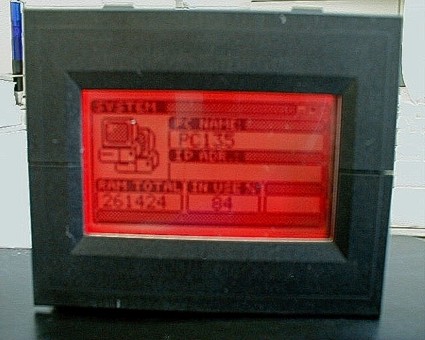 SYSTEM
PC NAME:
PC135
IP ADR.:
RAM TOTAL IN USE %
261424 84